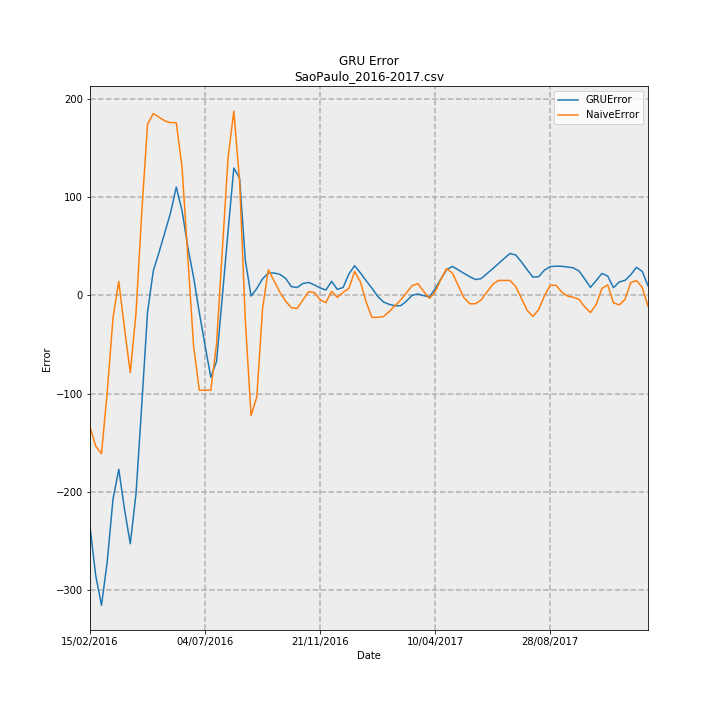 GRU Error
SaoPaulo_2016-2017.csv
GRUError
NaiveError
200
100
0
−100
−200
−300
Error
15/02/2016
04/07/2016
21/11/2016
10/04/2017
28/08/2017
Date